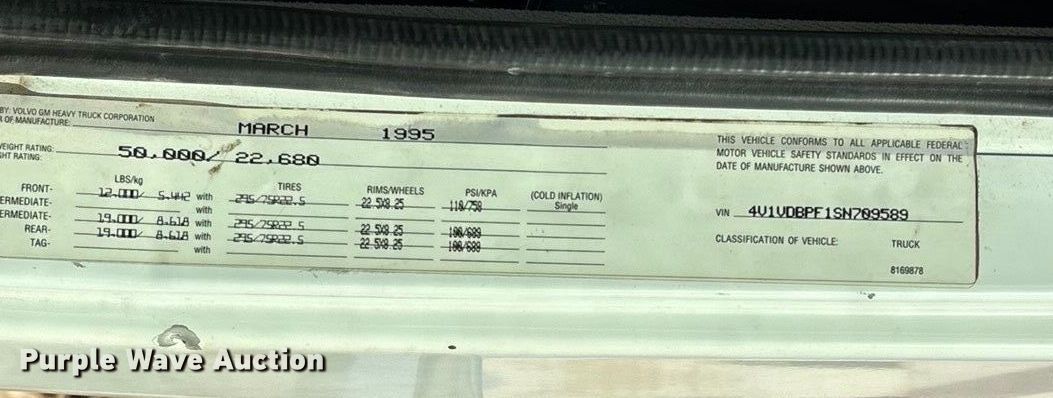 BY: VOLVO GM HEAVY TRUCK CORPORATION
R OF MANUFACTURE: MARCH 1995
EIGHT RATING: 50,000/ 22,680
GHT RATING:
LBS/kg TIRES RIMS/WHEELS PSI/KPA (COLD INFLATION)
FRONT- 12,000/ 5,442 with 295/75R22.5 22.5X8.25 110/758 Single
ERMEDIATE- with
ERMEDIATE- 19,000/ 8,618 with 295/75R22.5 22.5X8.25 100/689
REAR- 19,000/ 8,618 with 295/75R22.5 22.5X8.25 100/689
TAG- with
THIS VEHICLE CONFORMS TO ALL APPLICABLE FEDERAL
MOTOR VEHICLE SAFETY STANDARDS IN EFFECT ON THE
DATE OF MANUFACTURE SHOWN ABOVE.
VIN 4V1VDBPF1SN709589
CLASSIFICATION OF VEHICLE: TRUCK
8169878
Purple Wave Auction